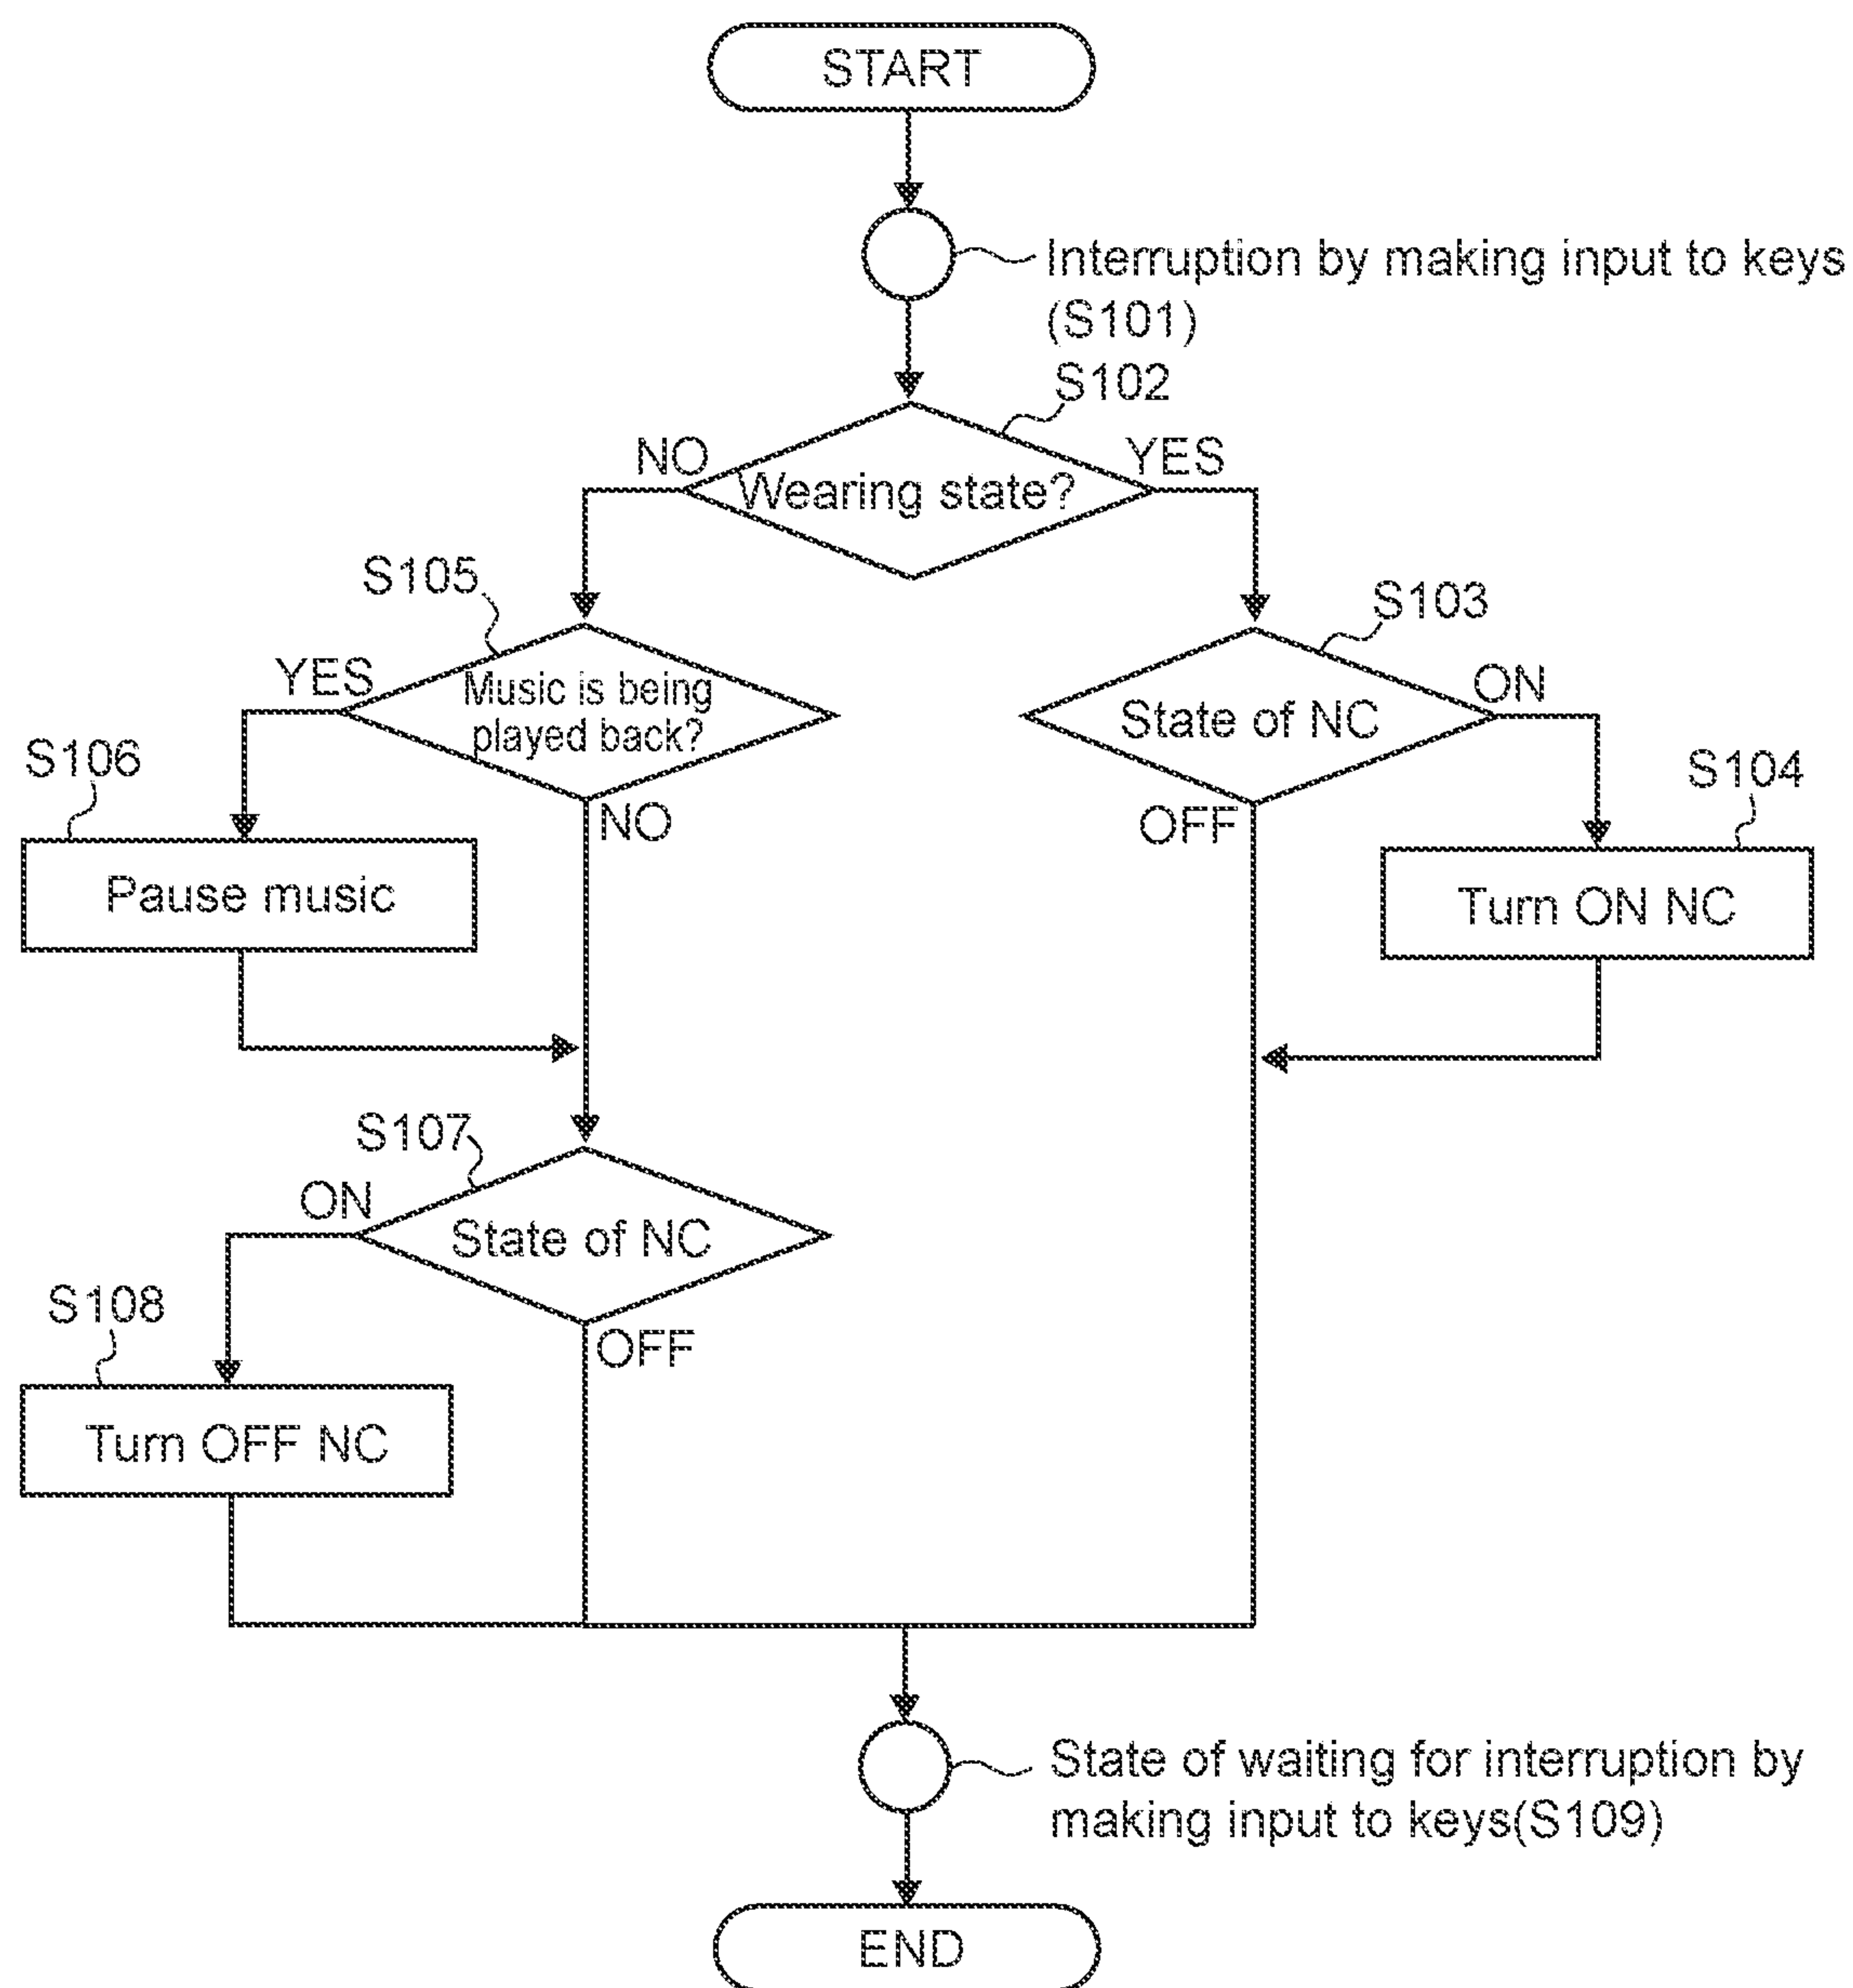 START
Interruption by making input to keys
(S101)
S102
NO
YES
Wearing state?
S105
S103
YES
Music is being
played back?
ON
State of NC
S106
S104
NO
OFF
Pause music
Turn ON NC
S107
ON
State of NC
S108
OFF
Turn OFF NC
State of waiting for interruption by
making input to keys(S109)
END